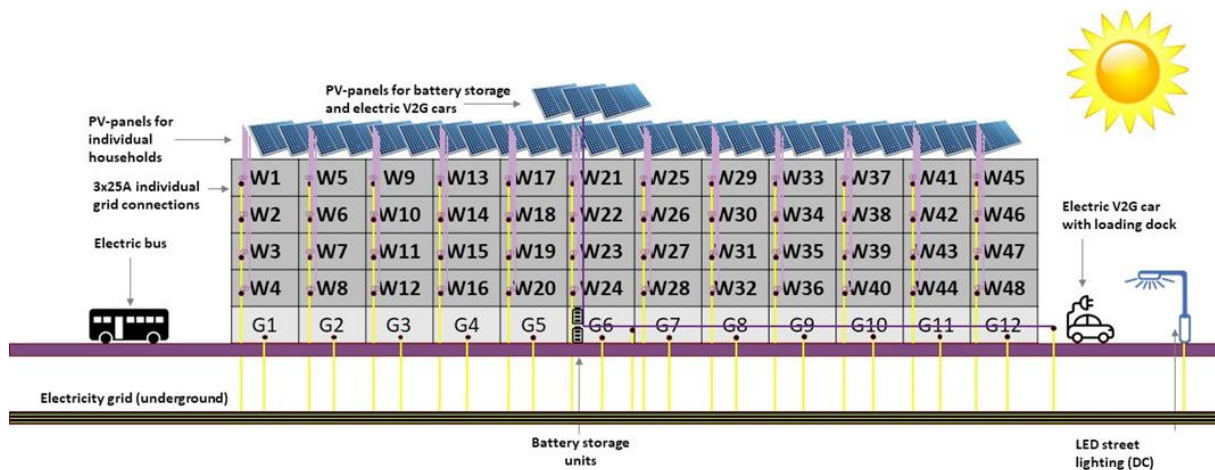 PV-panels for battery storage
and electric V2G cars
PV-panels for
individual
households
3x25A individual
grid connections
Electric bus
W1 W5 W9 W13 W17 W21 W25 W29 W33 W37 W41 W45
W2 W6 W10 W14 W18 W22 W26 W30 W34 W38 W42 W46
W3 W7 W11 W15 W19 W23 W27 W31 W35 W39 W43 W47
W4 W8 W12 W16 W20 W24 W28 W32 W36 W40 W44 W48
G1 G2 G3 G4 G5 G6 G7 G8 G9 G10 G11 G12
Electric V2G car
with loading dock
Electricity grid (underground)
Battery storage
units
LED street
lighting (DC)